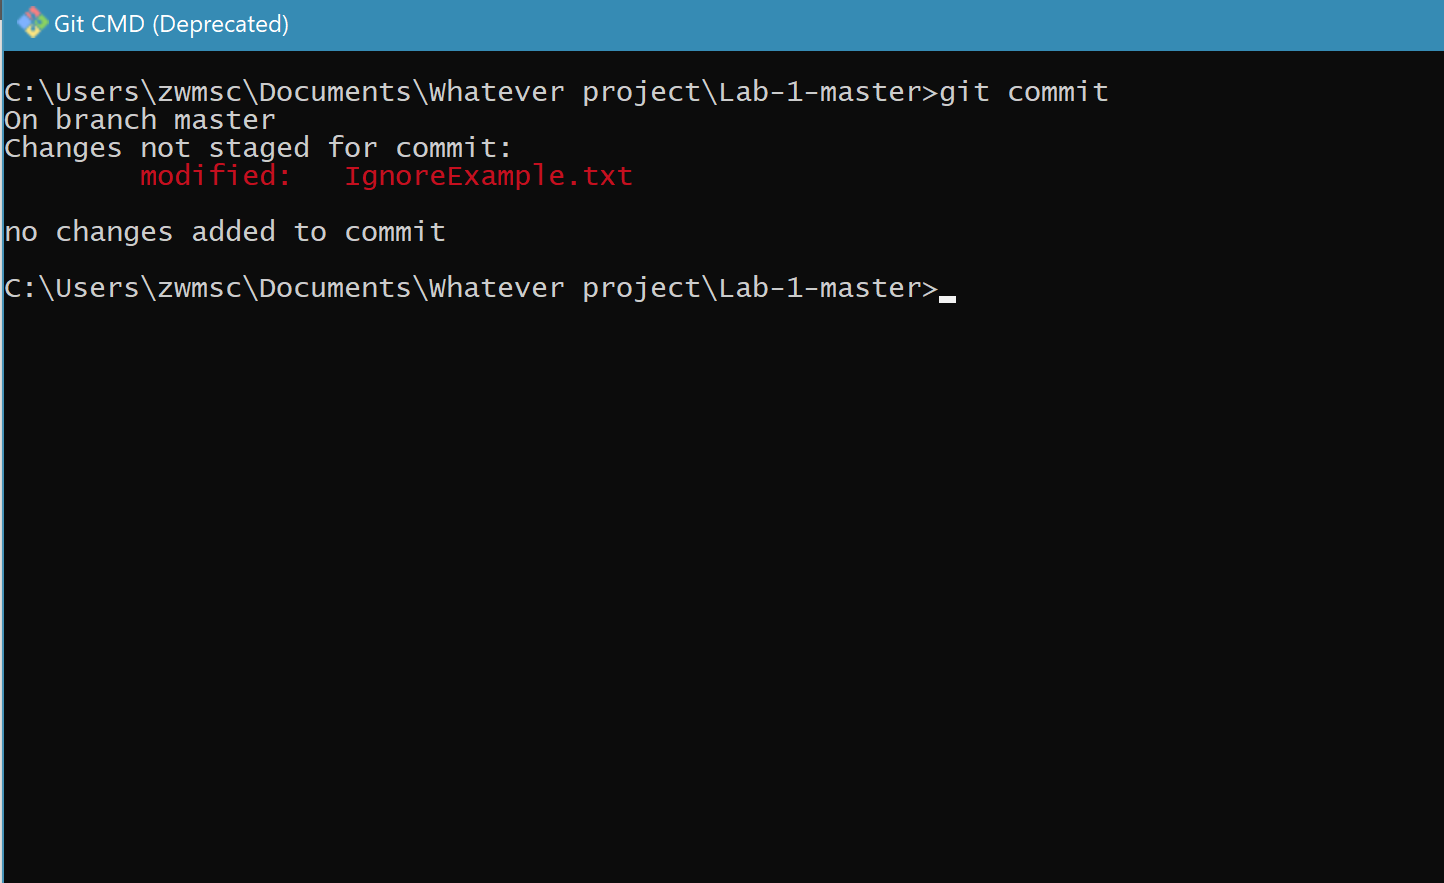 Git CMD (Deprecated)
C:\Users\zwmsc\Documents\Whatever project\Lab-1-master>git commit
On branch master
Changes not staged for commit:
        modified:   IgnoreExample.txt
no changes added to commit
C:\Users\zwmsc\Documents\Whatever project\Lab-1-master>